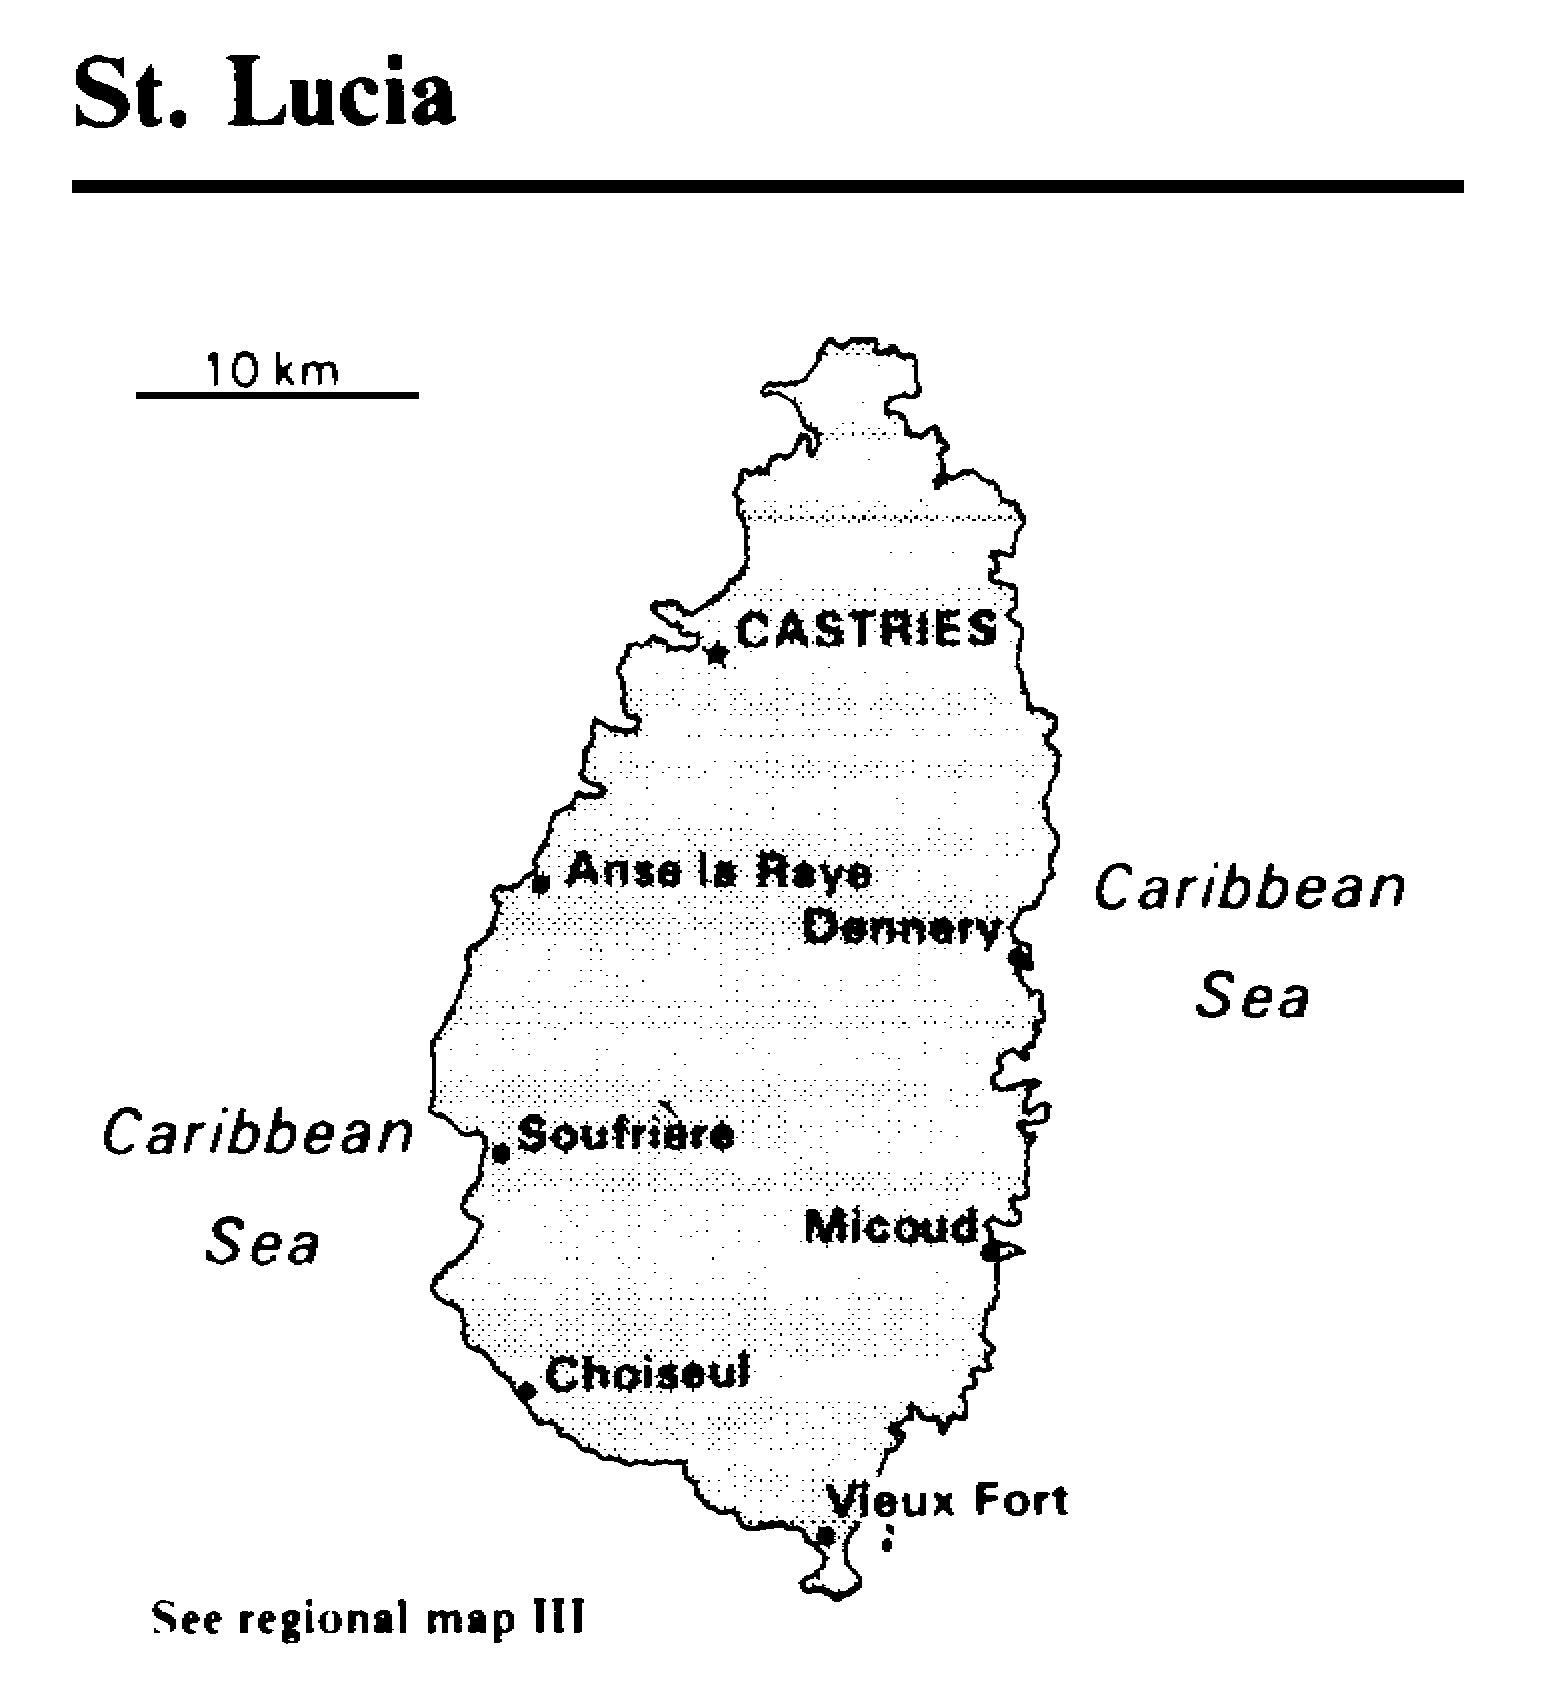 St. Lucia
10 km
CASTRIES
Anse la Raye
Dennery
Caribbean
Sea
Caribbean
Sea
Soufrière
Micoud
Choiseul
Vieux Fort
See regional map III